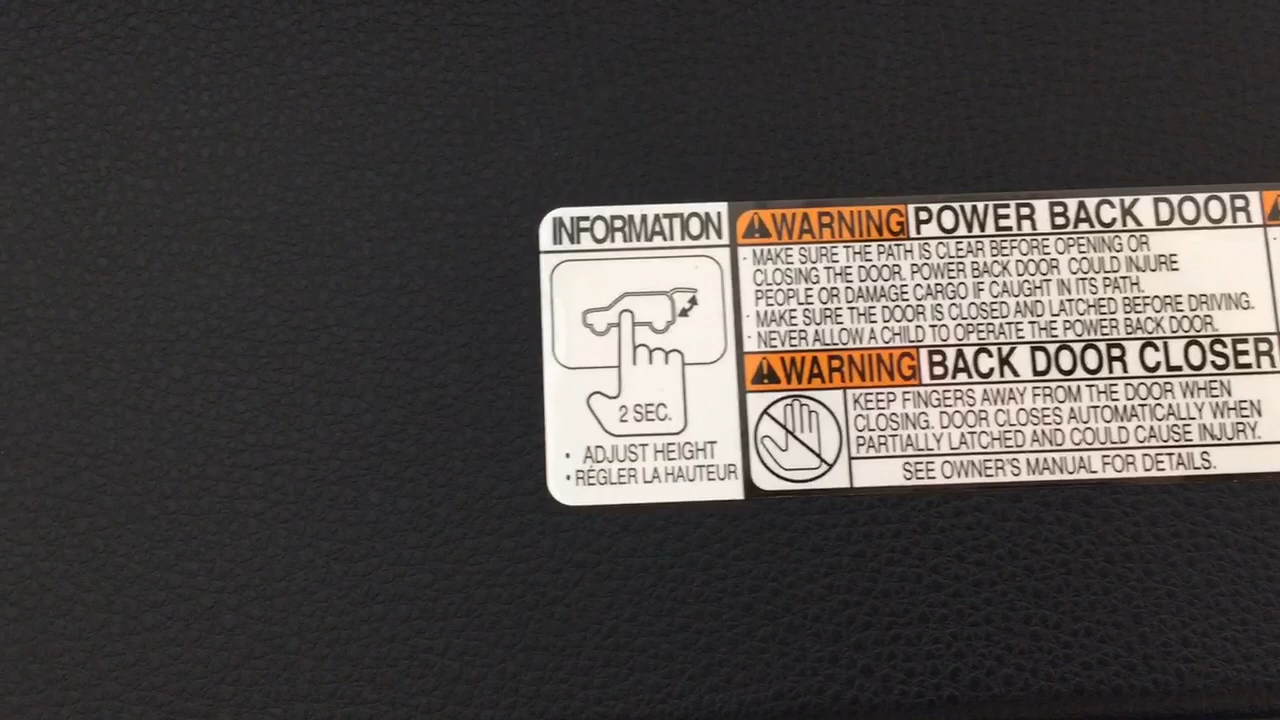 INFORMATION
2 SEC.
· ADJUST HEIGHT
· RÉGLER LA HAUTEUR
WARNING POWER BACK DOOR
· MAKE SURE THE PATH IS CLEAR BEFORE OPENING OR
CLOSING THE DOOR. POWER BACK DOOR COULD INJURE
PEOPLE OR DAMAGE CARGO IF CAUGHT IN ITS PATH.
· MAKE SURE THE DOOR IS CLOSED AND LATCHED BEFORE DRIVING.
· NEVER ALLOW A CHILD TO OPERATE THE POWER BACK DOOR.
WARNING BACK DOOR CLOSER
KEEP FINGERS AWAY FROM THE DOOR WHEN
CLOSING. DOOR CLOSES AUTOMATICALLY WHEN
PARTIALLY LATCHED AND COULD CAUSE INJURY.
SEE OWNER'S MANUAL FOR DETAILS.